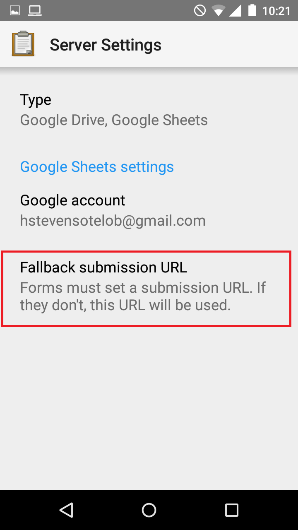 10:21
Server Settings
Type
Google Drive, Google Sheets
Google Sheets settings
Google account
hstevensotelob@gmail.com
Fallback submission URL
Forms must set a submission URL. If
they don't, this URL will be used.